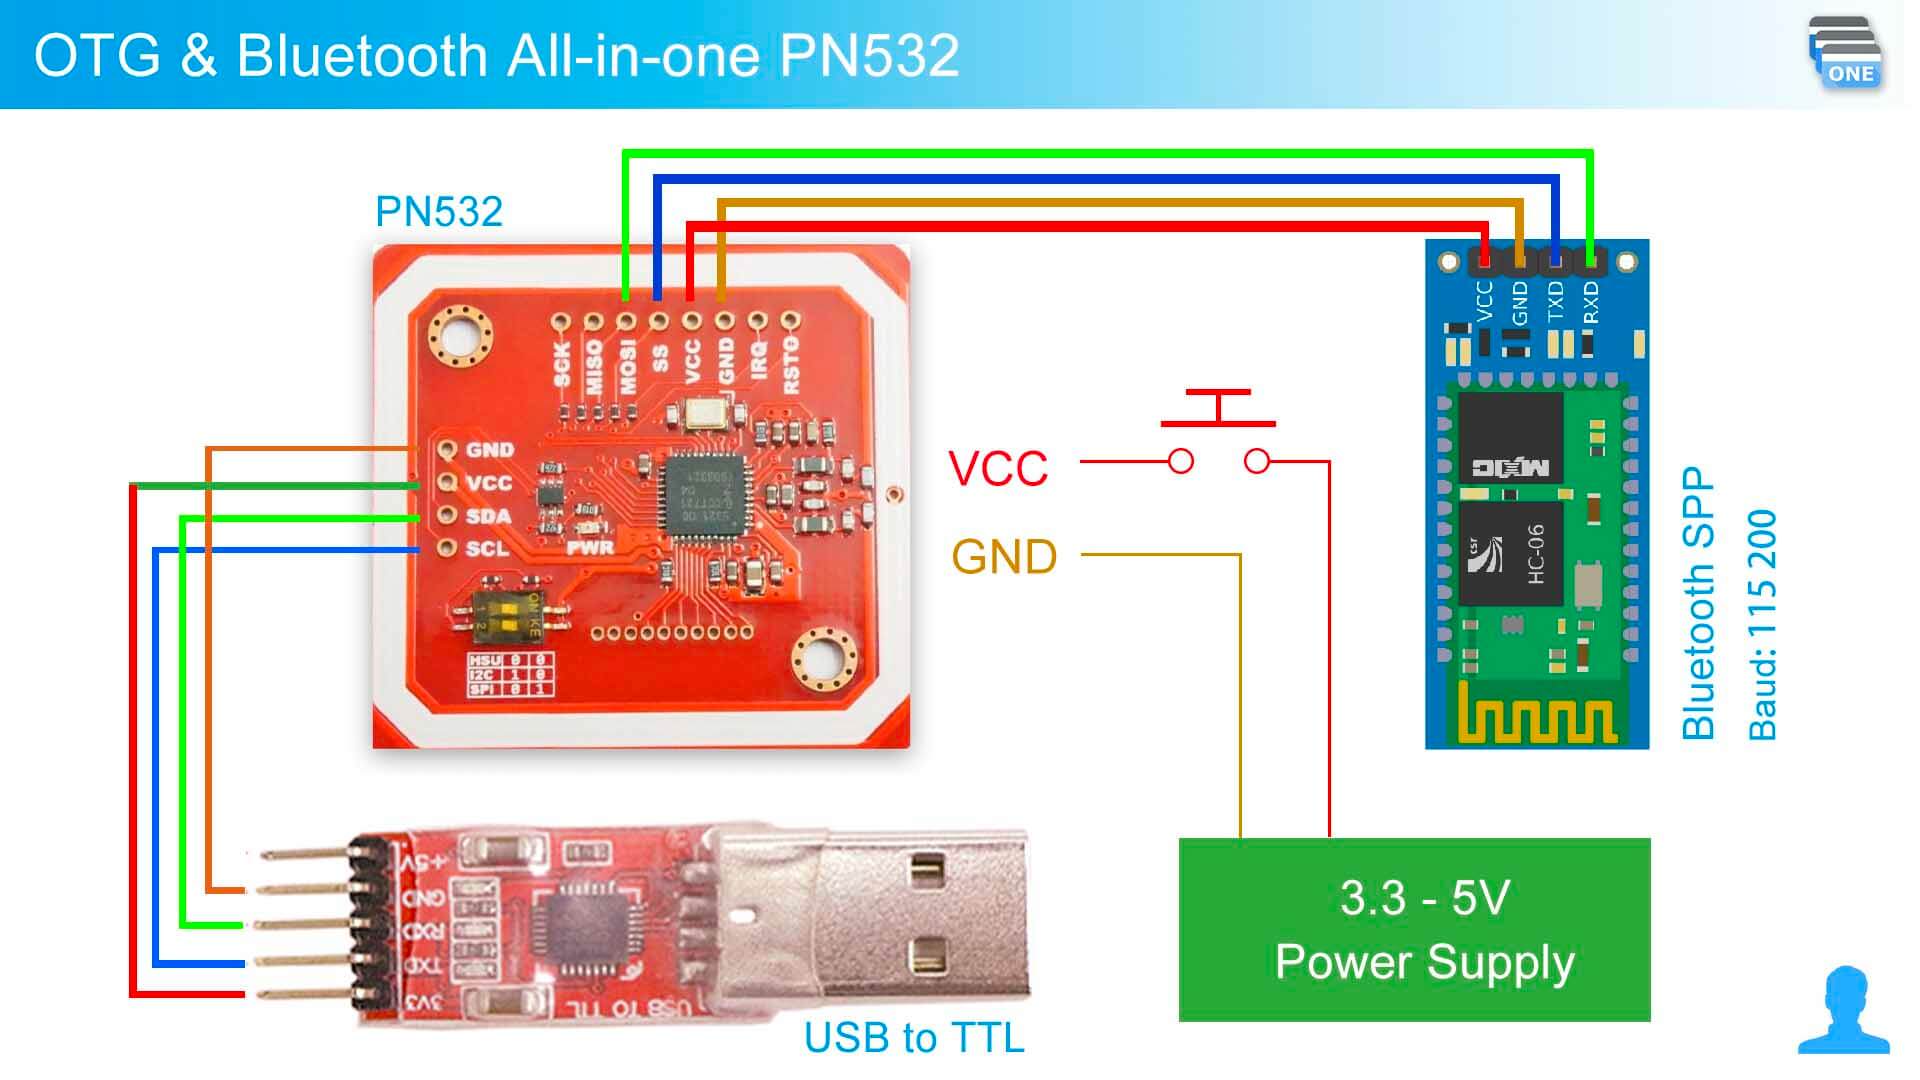 OTG & Bluetooth All-in-one PN532
ONE
PN532
SCK
MISO
MOSI
SS
VCC
GND
IRQ
RSTO
GND
VCC
SDA
SCL
PWR
ON KE
1
2
HSU 0 0
I2C 1 0
SPI 0 1
VCC
GND
TXD
RXD
MXIC
csr
HC-06
Bluetooth SPP
Baud: 115 200
VCC
GND
+5V
GND
RXD
TXD
3V3
USB TO TTL
USB to TTL
3.3 - 5V
Power Supply